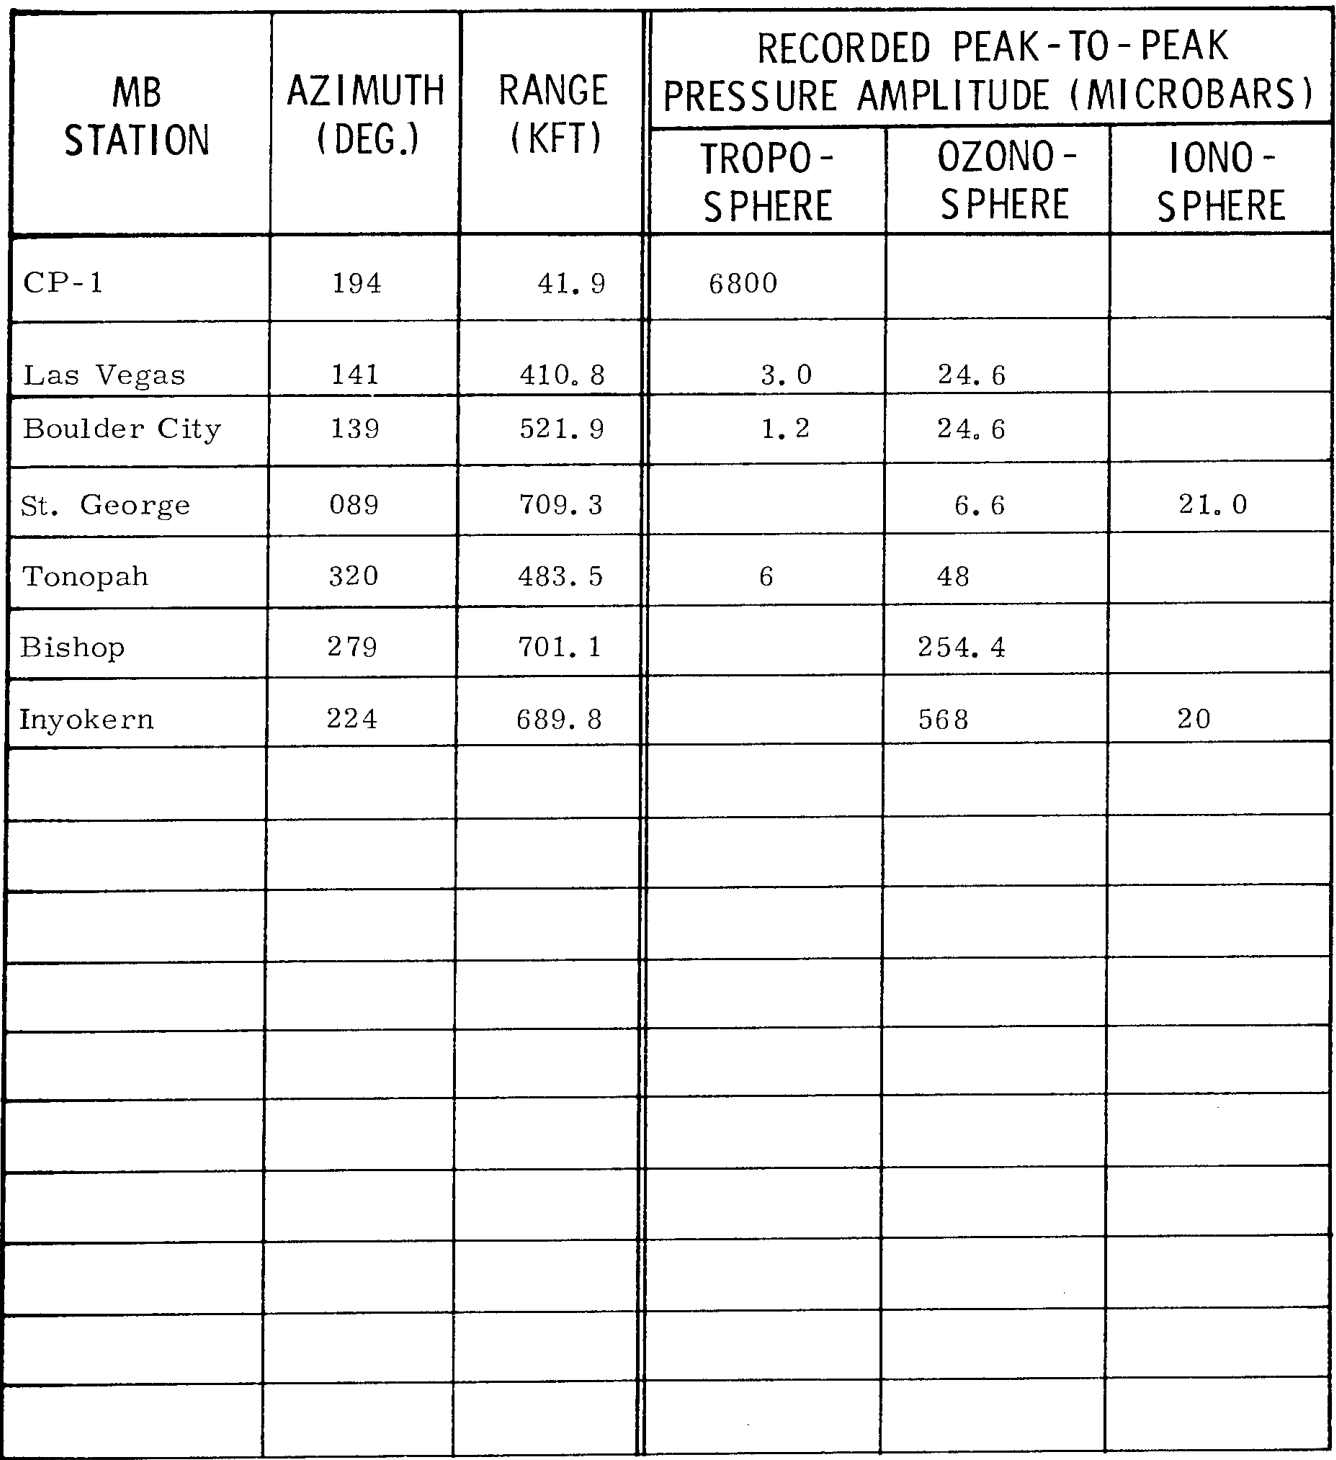 MB STATION AZIMUTH (DEG.) RANGE (KFT) RECORDED PEAK-TO-PEAK PRESSURE AMPLITUDE (MICROBARS)
TROPO-SPHERE OZONO-SPHERE IONO-SPHERE
CP-1 194 41.9 6800
Las Vegas 141 410.8 3.0 24.6
Boulder City 139 521.9 1.2 24.6
St. George 089 709.3 6.6 21.0
Tonopah 320 483.5 6 48
Bishop 279 701.1 254.4
Inyokern 224 689.8 568 20